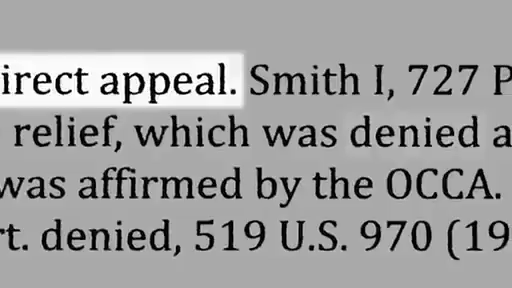 irect appeal. Smith I, 727 P
relief, which was denied a
was affirmed by the OCCA.
rt. denied, 519 U.S. 970 (19